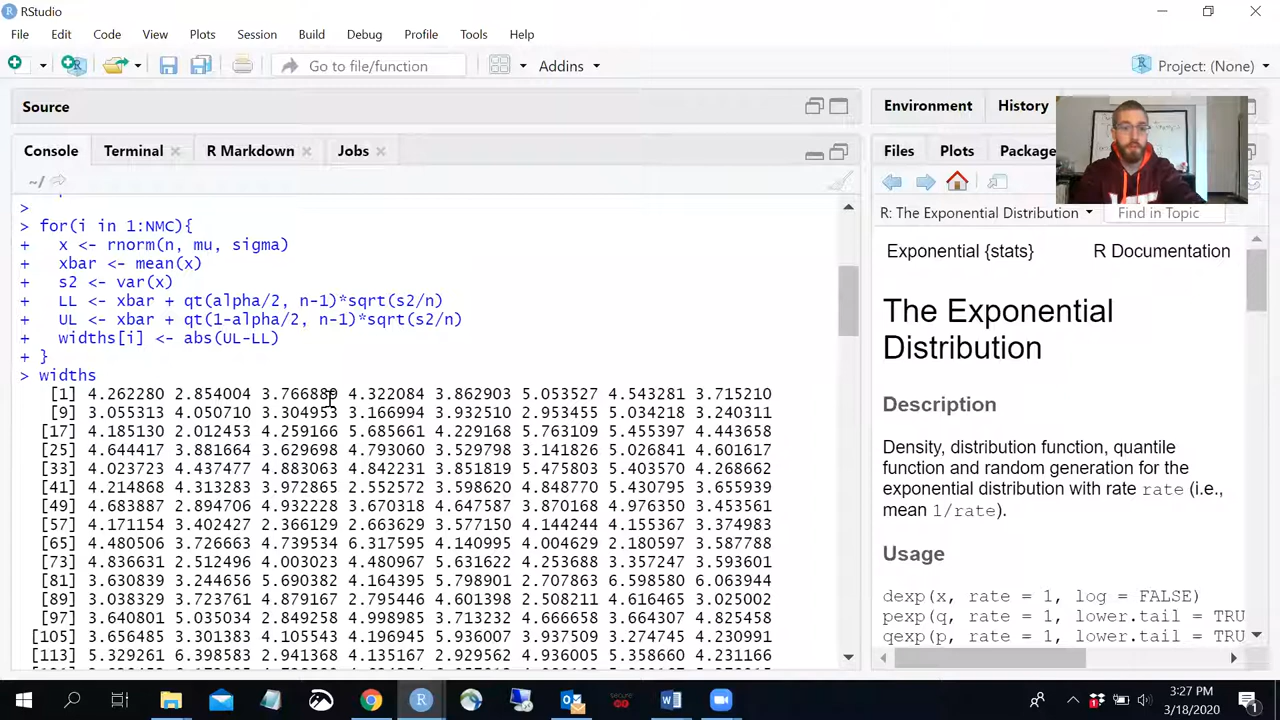 RStudio
File Edit Code View Plots Session Build Debug Profile Tools Help
Go to file/function
Addins
Project: (None)
Source
Console Terminal R Markdown Jobs
~/
>
> for(i in 1:NMC){
+ x <- rnorm(n, mu, sigma)
+ xbar <- mean(x)
+ s2 <- var(x)
+ LL <- xbar + qt(alpha/2, n-1)*sqrt(s2/n)
+ UL <- xbar + qt(1-alpha/2, n-1)*sqrt(s2/n)
+ widths[i] <- abs(UL-LL)
+ }
> widths
[1] 4.262280 2.854004 3.766889 4.322084 3.862903 5.053527 4.543281 3.715210
[9] 3.055313 4.050710 3.304953 3.166994 3.932510 2.953455 5.034218 3.240311
[17] 4.185130 2.012453 4.259166 5.685661 4.229168 5.763109 5.455397 4.443658
[25] 4.644417 3.881664 3.629698 4.793060 3.529798 3.141826 5.026841 4.601617
[33] 4.023723 4.437477 4.883063 4.842231 3.851819 5.475803 5.403570 4.268662
[41] 4.214868 4.313283 3.972865 2.552572 3.598620 4.848770 5.430795 3.655939
[49] 4.683887 2.894706 4.932228 3.670318 4.647587 3.870168 4.976350 3.453561
[57] 4.171154 3.402427 2.366129 2.663629 3.577150 4.144244 4.155367 3.374983
[65] 4.480506 3.726663 4.739534 6.317595 4.140995 4.004629 2.180597 3.587788
[73] 4.836631 2.512496 4.003023 4.480967 5.631622 4.253688 3.357247 3.593601
[81] 3.630839 3.244656 5.690382 4.164395 5.798901 2.707863 6.598580 6.063944
[89] 3.038329 3.723761 4.879167 2.795446 4.601398 2.508211 4.616465 3.025002
[97] 3.640801 5.035034 2.849258 4.998985 3.713232 4.666658 3.664307 4.825458
[105] 3.656485 3.301383 4.105543 4.196945 5.936007 3.937509 3.274745 4.230991
[113] 5.329261 6.398583 2.941368 4.135167 2.929562 4.936005 5.358660 4.231166
Environment History
Files Plots Package
R: The Exponential Distribution
Find in Topic
Exponential {stats} R Documentation
The Exponential
Distribution
Description
Density, distribution function, quantile
function and random generation for the
exponential distribution with rate rate (i.e.,
mean 1/rate).
Usage
dexp(x, rate = 1, log = FALSE)
pexp(q, rate = 1, lower.tail = TRU
qexp(p, rate = 1, lower.tail = TRU
3:27 PM
3/18/2020